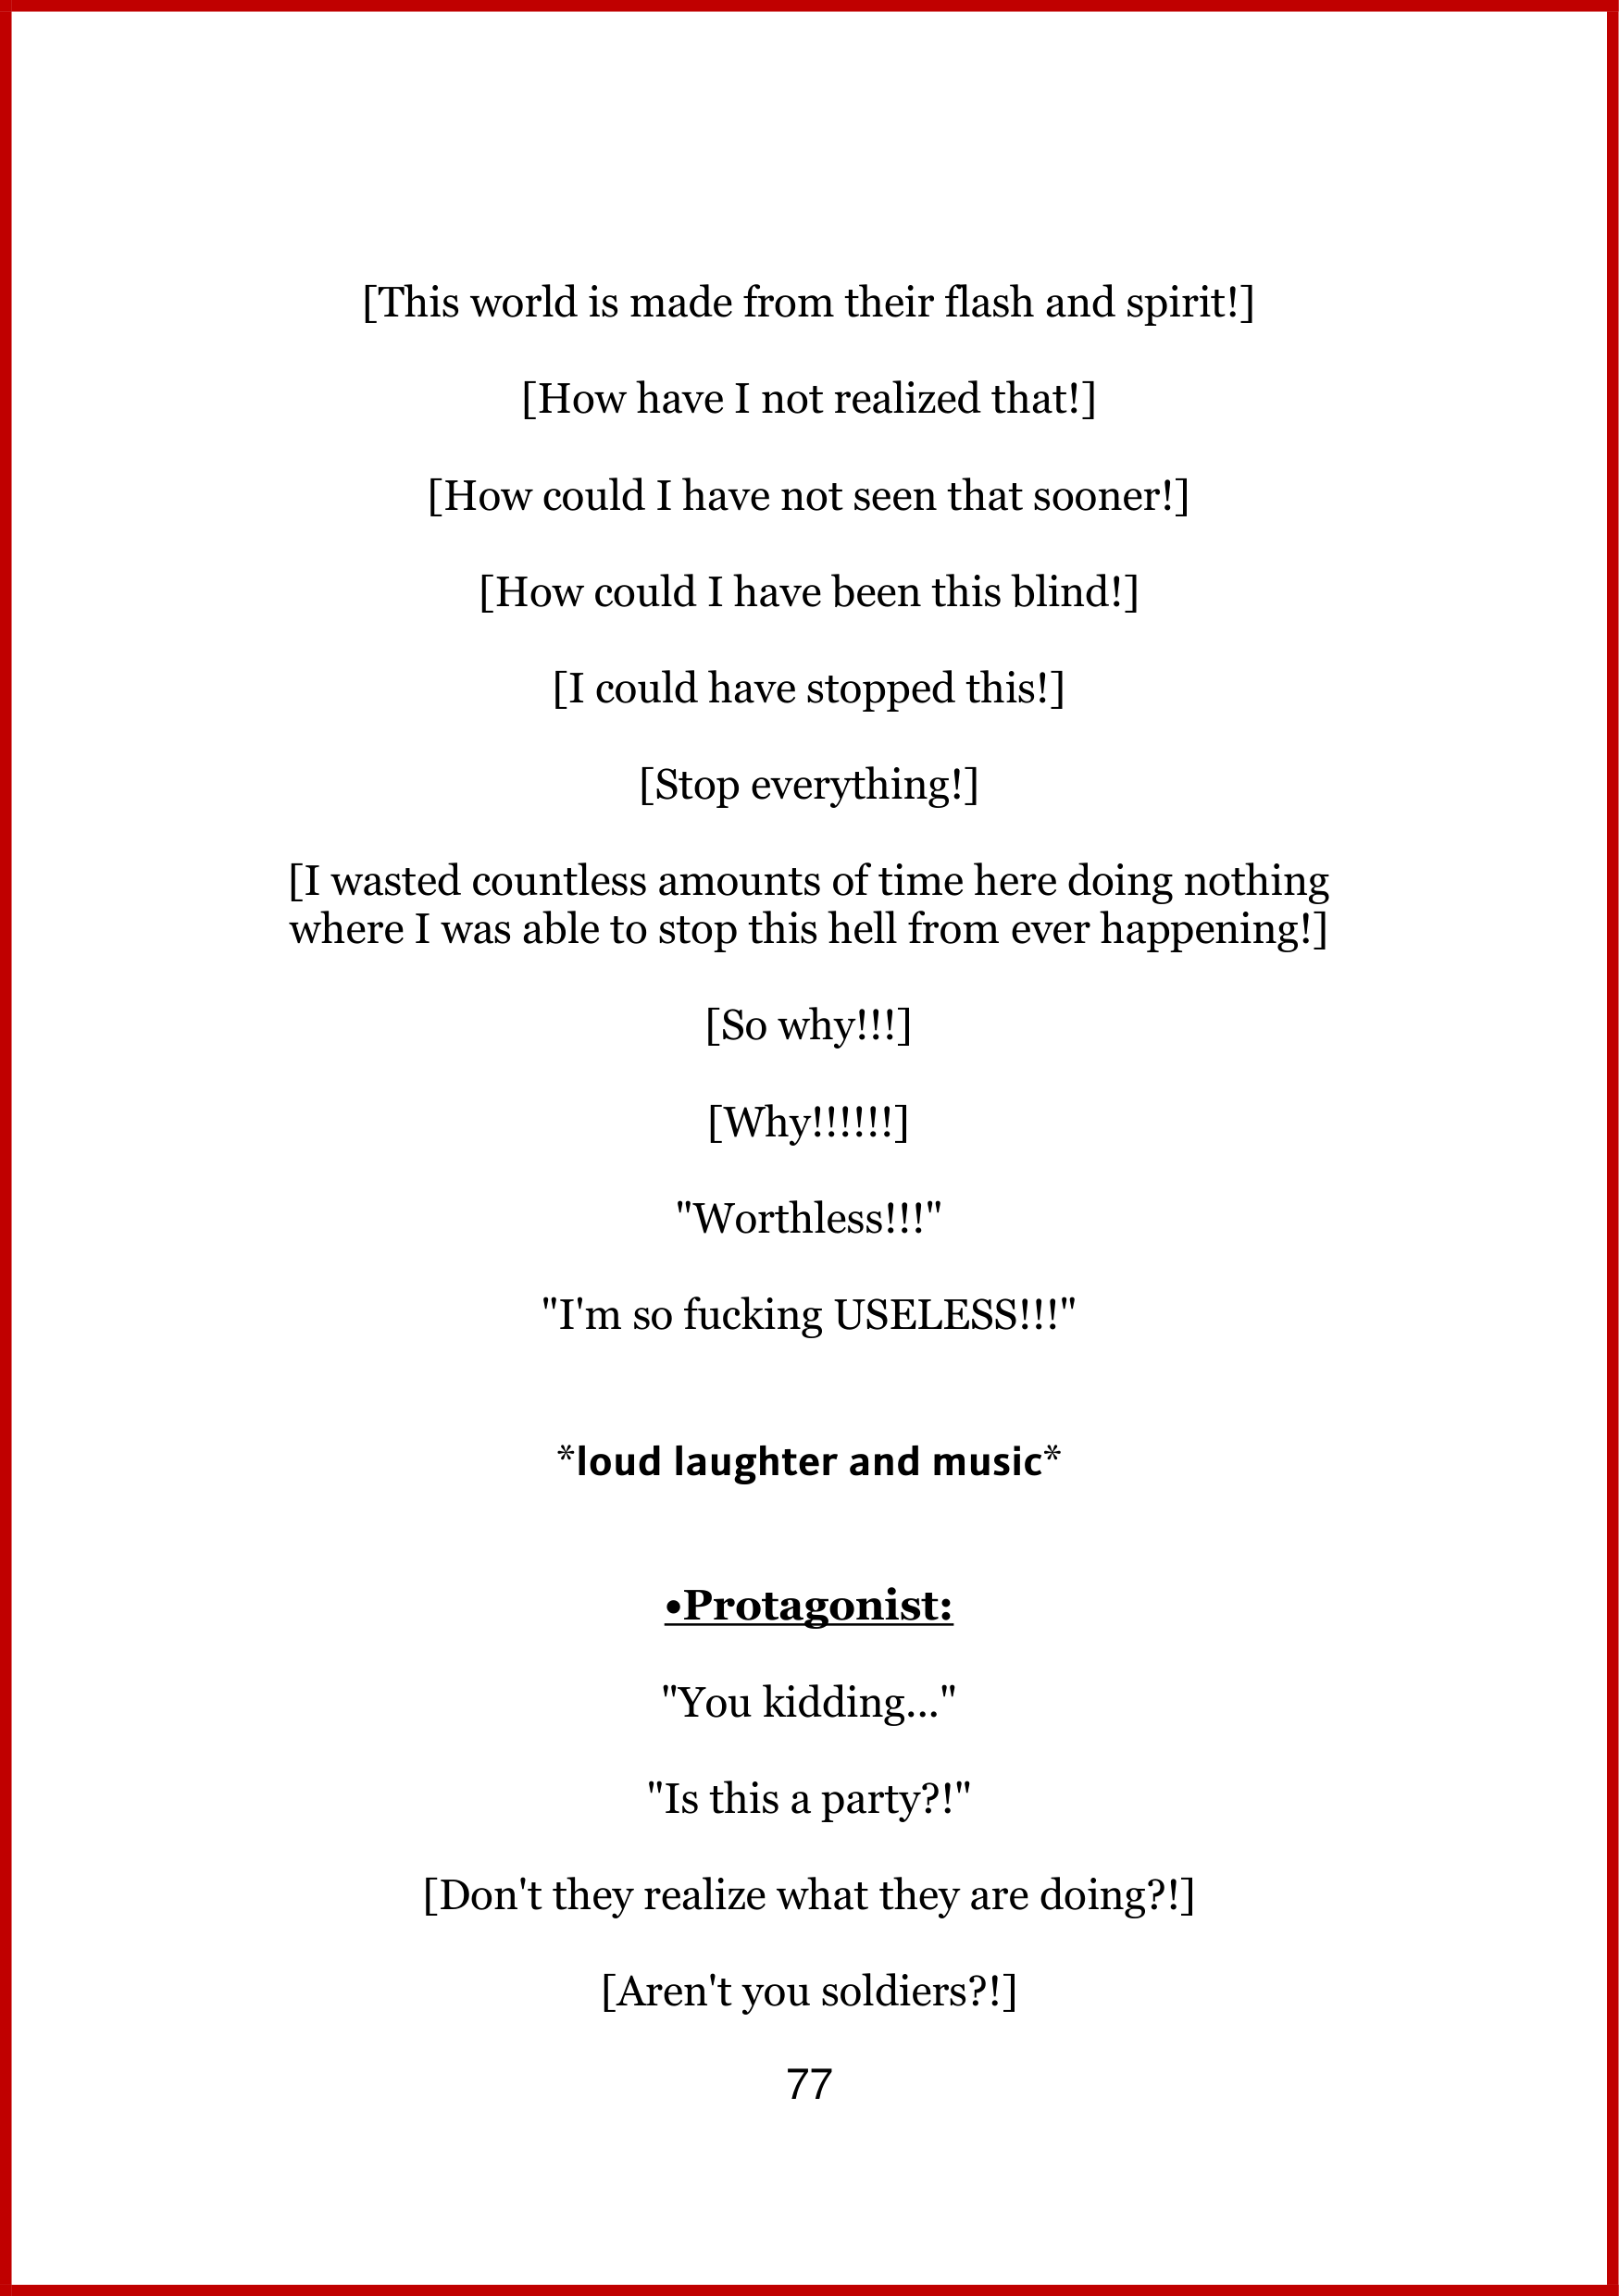 [This world is made from their flash and spirit!]
[How have I not realized that!]
[How could I have not seen that sooner!]
[How could I have been this blind!]
[I could have stopped this!]
[Stop everything!]
[I wasted countless amounts of time here doing nothing
where I was able to stop this hell from ever happening!]
[So why!!!]
[Why!!!!!!]
"Worthless!!!"
"I'm so fucking USELESS!!!"
*loud laughter and music*
•Protagonist:
"You kidding..."
"Is this a party?!"
[Don't they realize what they are doing?!]
[Aren't you soldiers?!]
77